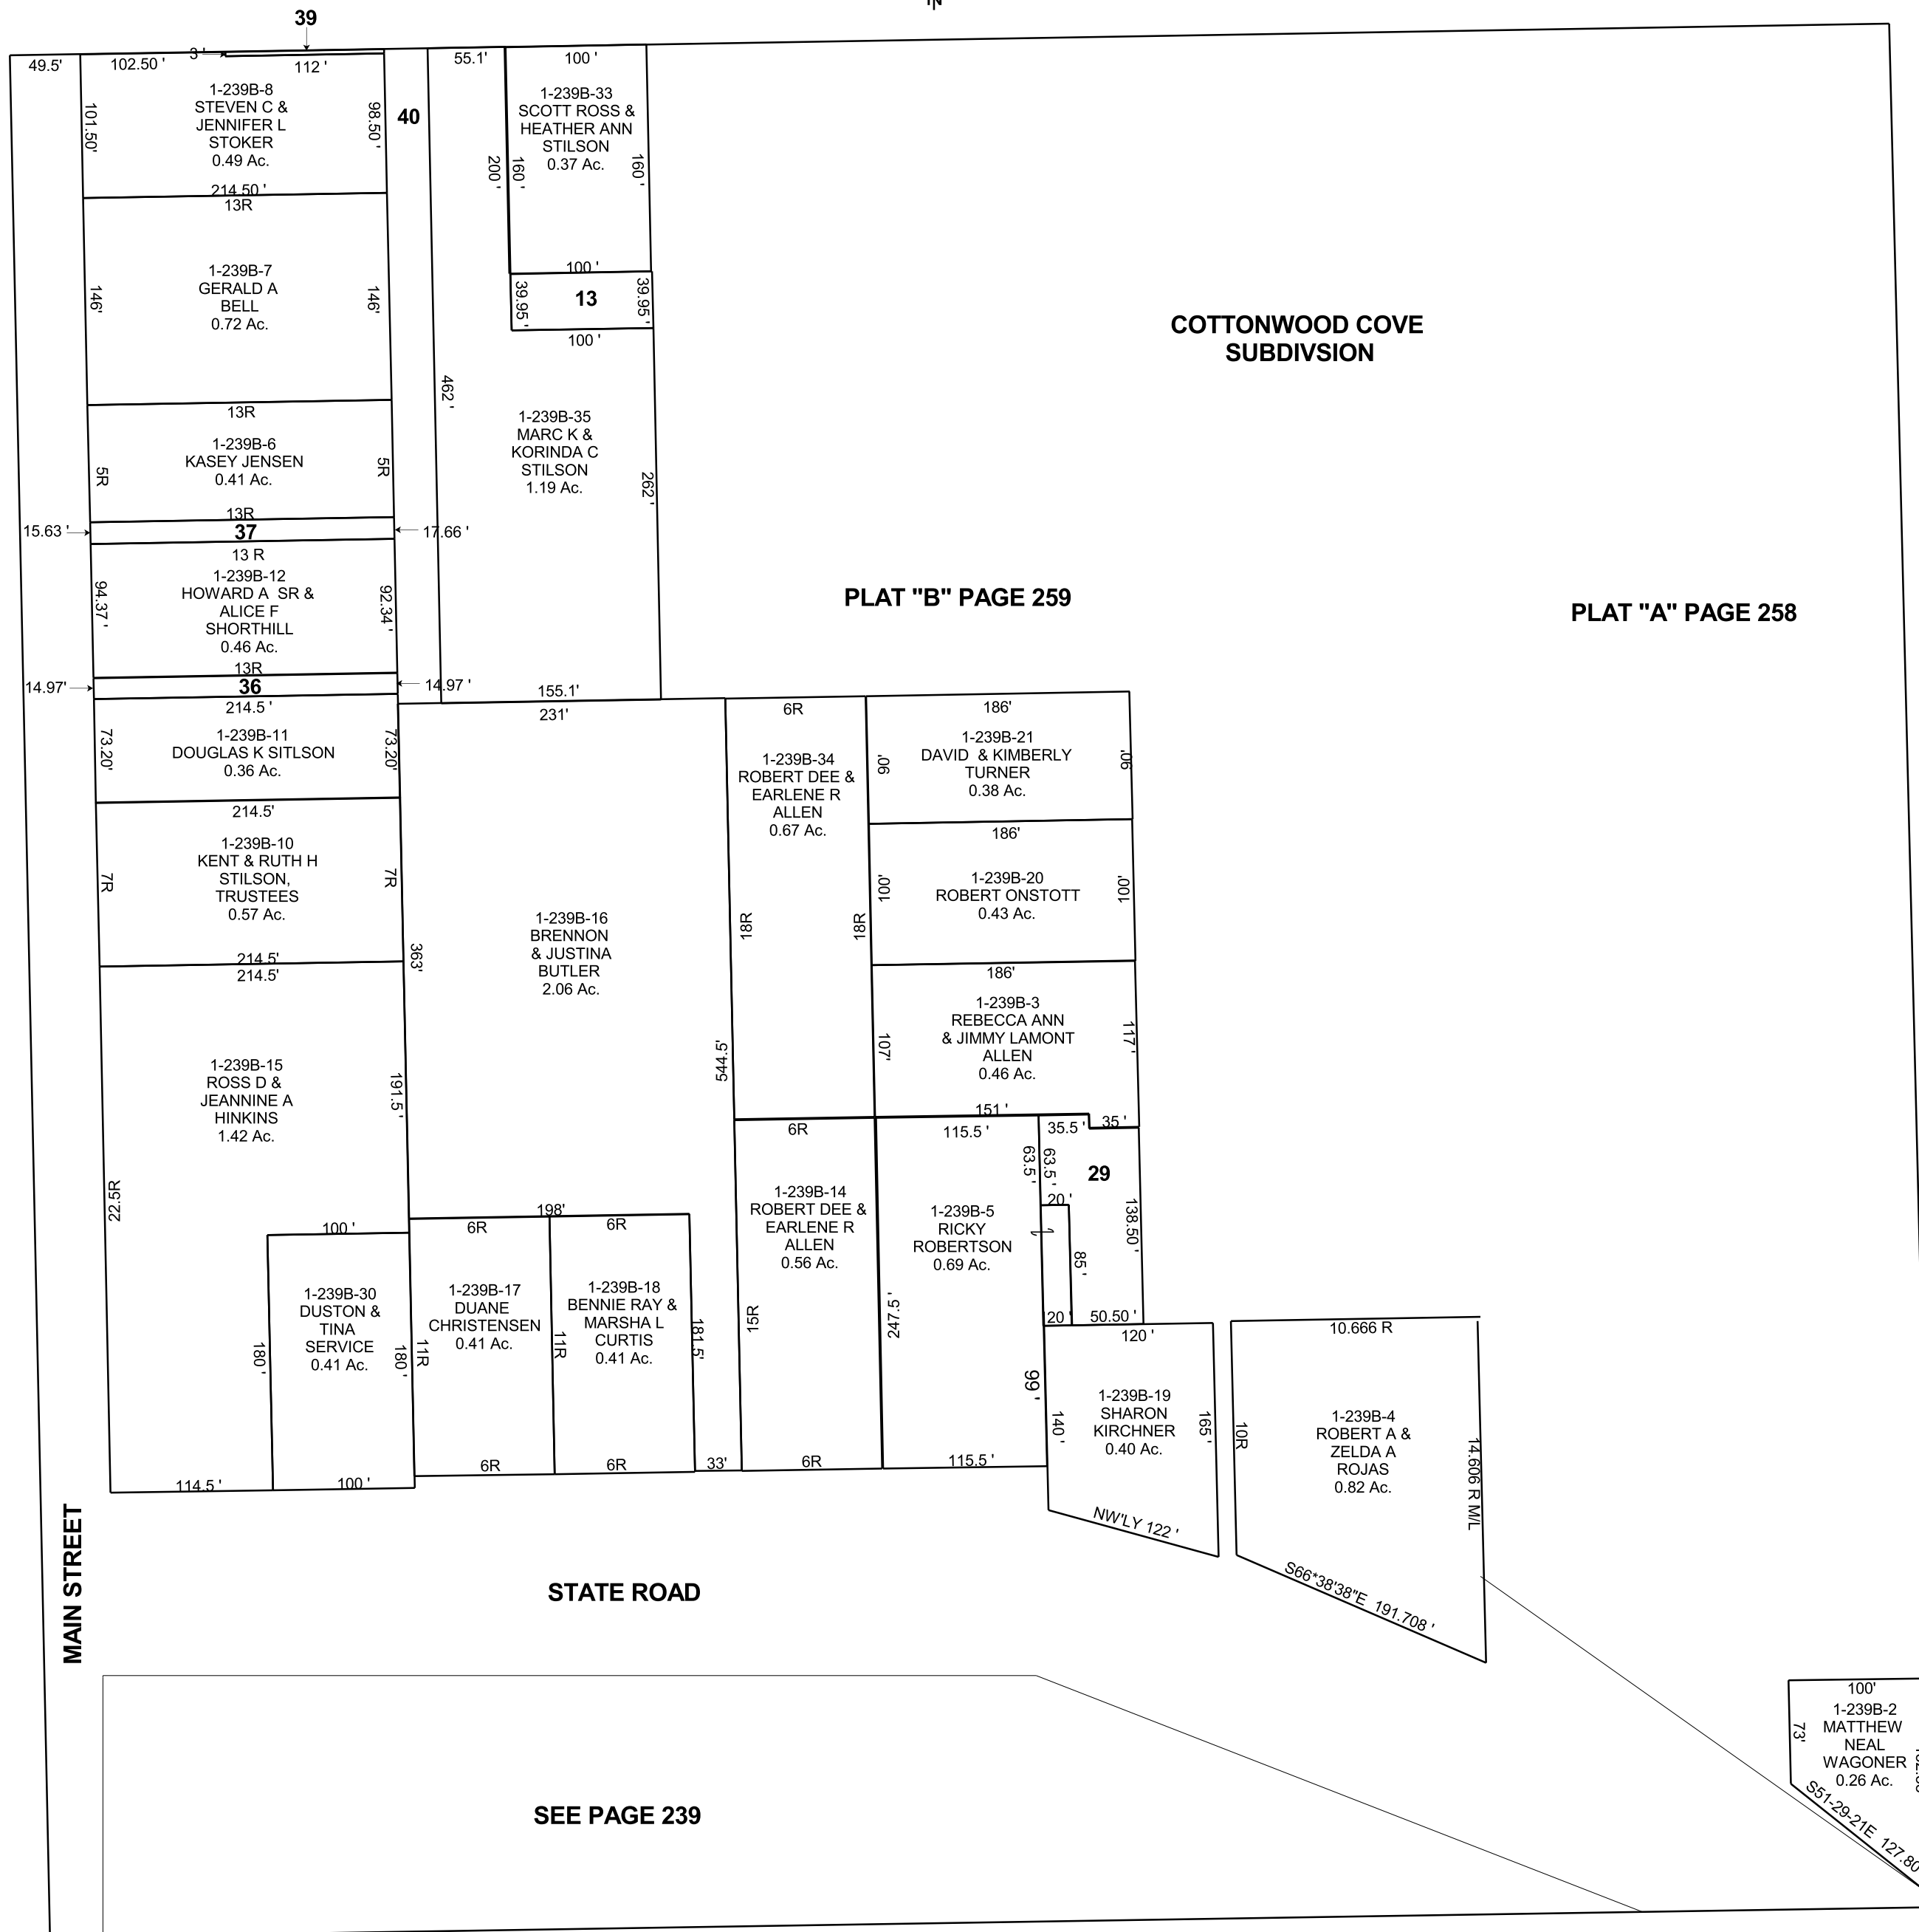 39
49.5'
102.50 '
3 '
112 '
1-239B-8
STEVEN C &
JENNIFER L
STOKER
0.49 Ac.
101.50'
98.50 '
214.50 '
40
55.1'
100 '
1-239B-33
SCOTT ROSS &
HEATHER ANN
STILSON
0.37 Ac.
200 '
160 '
160 '
100 '
39.95 '
13
39.95 '
100 '
13R
1-239B-7
GERALD A
BELL
0.72 Ac.
146'
146'
13R
1-239B-6
KASEY JENSEN
0.41 Ac.
5R
5R
13R
15.63 '
37
17.66 '
13 R
1-239B-12
HOWARD A  SR &
ALICE F
SHORTHILL
0.46 Ac.
94.37 '
92.34 '
13R
14.97'
36
14.97 '
462 '
1-239B-35
MARC K &
KORINDA C
STILSON
1.19 Ac.
262 '
155.1'
COTTONWOOD COVE
SUBDIVSION
PLAT "B" PAGE 259
PLAT "A" PAGE 258
214.5 '
1-239B-11
DOUGLAS K SITLSON
0.36 Ac.
73.20'
73.20'
214.5'
1-239B-10
KENT & RUTH H
STILSON,
TRUSTEES
0.57 Ac.
7R
7R
214.5'
214.5'
1-239B-15
ROSS D &
JEANNINE A
HINKINS
1.42 Ac.
22.5R
191.5 '
100 '
1-239B-30
DUSTON &
TINA
SERVICE
0.41 Ac.
180 '
180 '
114.5 '
100 '
231'
363'
1-239B-16
BRENNON
& JUSTINA
BUTLER
2.06 Ac.
544.5'
198'
6R
6R
1-239B-17
DUANE
CHRISTENSEN
0.41 Ac.
11R
11R
1-239B-18
BENNIE RAY &
MARSHA L
CURTIS
0.41 Ac.
181.5'
6R
6R
33'
6R
1-239B-34
ROBERT DEE &
EARLENE R
ALLEN
0.67 Ac.
18R
18R
6R
1-239B-14
ROBERT DEE &
EARLENE R
ALLEN
0.56 Ac.
15R
6R
186'
1-239B-21
DAVID  & KIMBERLY
TURNER
0.38 Ac.
90'
90'
186'
1-239B-20
ROBERT ONSTOTT
0.43 Ac.
100'
100'
186'
1-239B-3
REBECCA ANN
& JIMMY LAMONT
ALLEN
0.46 Ac.
107'
117 '
151 '
35 '
115.5 '
35.5 '
63.5 '
63.5 '
29
20 '
138.50 '
85 '
1-239B-5
RICKY
ROBERTSON
0.69 Ac.
247.5 '
20 '
50.50 '
99 '
115.5 '
120 '
1-239B-19
SHARON
KIRCHNER
0.40 Ac.
140 '
165 '
NW'LY 122 '
10.666 R
1-239B-4
ROBERT A &
ZELDA A
ROJAS
0.82 Ac.
10R
14.606 R M/L
S66*38'38"E  191.708 '
MAIN STREET
STATE ROAD
SEE PAGE 239
100'
1-239B-2
MATTHEW
NEAL
WAGONER
0.26 Ac.
73'
S51-29-21E  127.80